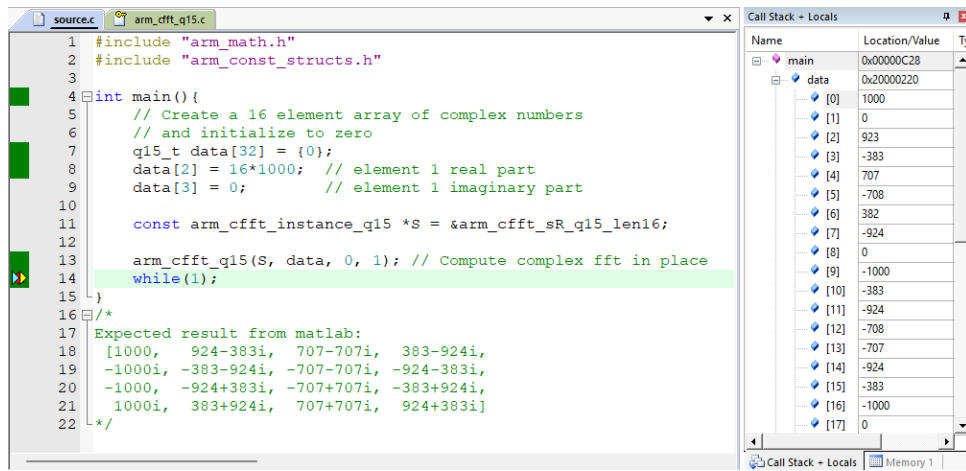 source.c arm_cfft_q15.c
1 #include "arm_math.h"
2 #include "arm_const_structs.h"
3
4 int main(){
5 // Create a 16 element array of complex numbers
6 // and initialize to zero
7 q15_t data[32] = {0};
8 data[2] = 16*1000; // element 1 real part
9 data[3] = 0; // element 1 imaginary part
10
11 const arm_cfft_instance_q15 *S = &arm_cfft_sR_q15_len16;
12
13 arm_cfft_q15(S, data, 0, 1); // Compute complex fft in place
14 while(1);
15 }
16 /*
17 Expected result from matlab:
18 [1000, 924-383i, 707-707i, 383-924i,
19 -1000i, -383-924i, -707-707i, -924-383i,
20 -1000, -924+383i, -707+707i, -383+924i,
21 1000i, 383+924i, 707+707i, 924+383i]
22 */
Call Stack + Locals
Name Location/Value Ty
main 0x00000C28
data 0x20000220
[0] 1000
[1] 0
[2] 923
[3] -383
[4] 707
[5] -708
[6] 382
[7] -924
[8] 0
[9] -1000
[10] -383
[11] -924
[12] -708
[13] -707
[14] -924
[15] -383
[16] -1000
[17] 0
Call Stack + Locals Memory 1